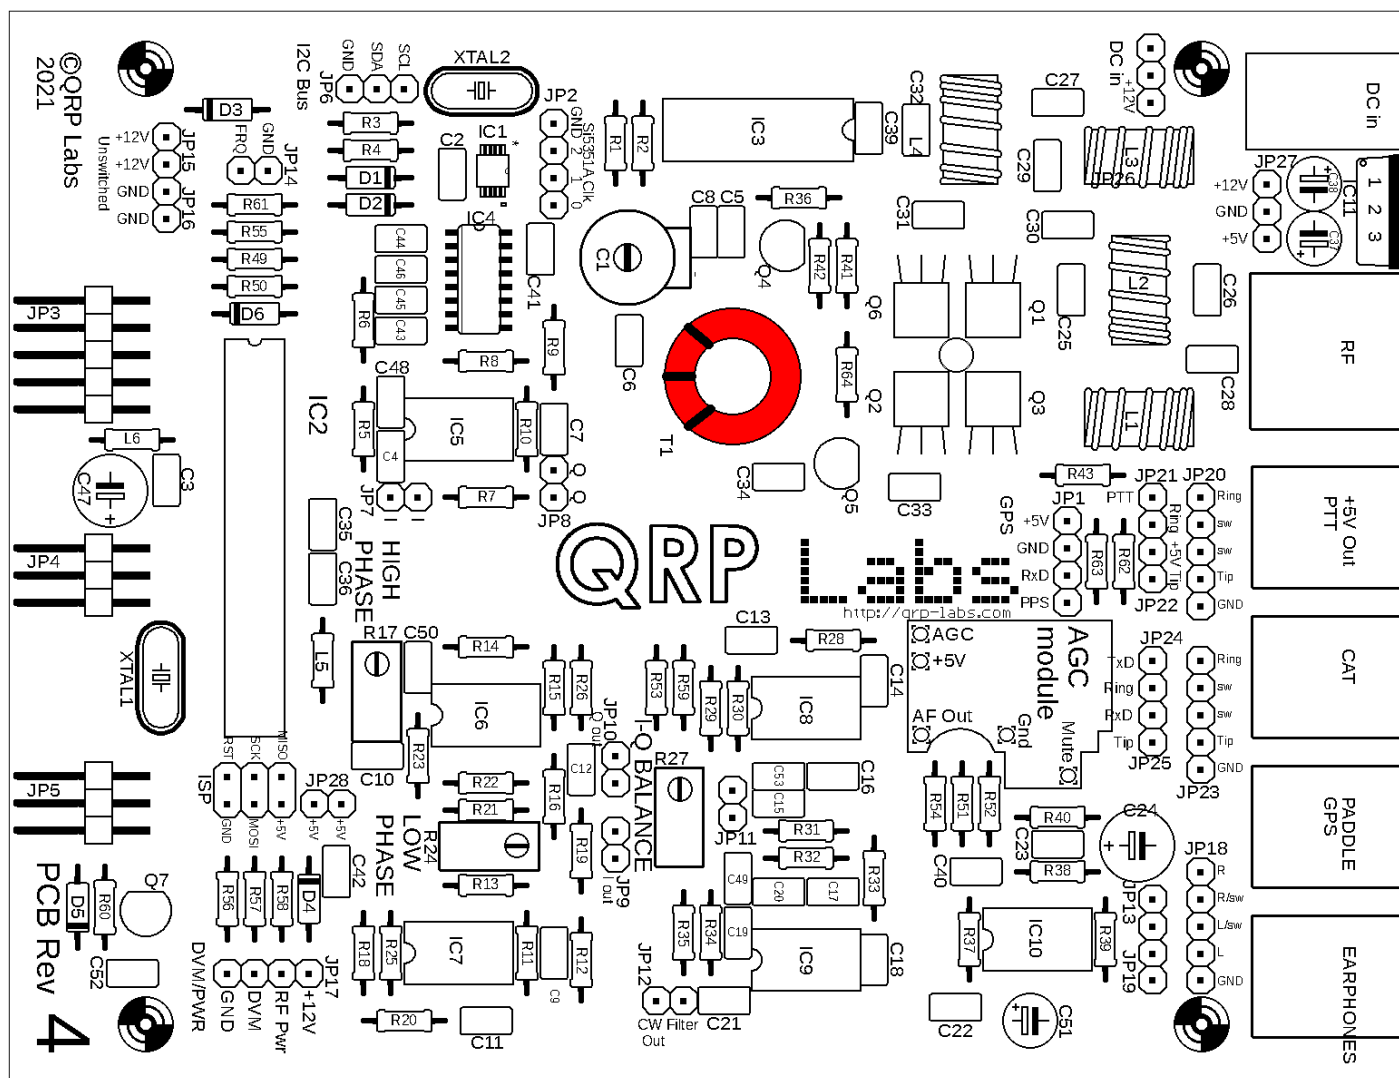 ©QRP Labs
2021
I2C Bus
JP6
GND
SDA
SCL
XTAL2
D3
R3
R4
D1
D2
C2
IC1
*
JP2
GND
2
1
0
Si5351A Clk
R1
R2
IC3
C39
C32
L4
C27
C29
L3
JP26
DC in
+12V
DC in
JP27
+12V
GND
+5V
C38
C37
IC11
1
2
3
+12V
+12V
GND
GND
Unswitched
JP15
JP16
FRQ
GND
JP14
R61
R55
R49
R50
D6
C44
C46
C45
C43
R6
IC4
C41
R9
R8
C1
C8
C5
C6
R36
Q4
R42
R41
R64
C31
C30
Q6
Q1
Q2
Q3
C25
L2
C26
C28
L1
RF
T1
JP3
L6
C47
C3
IC2
C48
R5
C4
IC5
R10
C7
Q
Q
JP8
JP7
I
I
R7
C34
Q5
C33
R43
JP4
C35
C36
HIGH
PHASE
QRP
Labs
http://qrp-labs.com
GPS
JP1
+5V
GND
RxD
PPS
R63
R62
PTT
Ring
+5V
Tip
JP21
JP22
JP20
Ring
sw
sw
Tip
GND
+5V Out
PTT
XTAL1
L5
R17
C50
R14
IC6
R23
C10
R15
R26
R53
R59
R29
R30
C13
R28
IC8
C14
AGC
+5V
AGC
module
AF Out
Gnd
Mute
JP24
TxD
Ring
RxD
Tip
JP25
Ring
sw
sw
Tip
GND
JP23
CAT
JP5
RST
SCK
MISO
ISP
GND
MOSI
+5V
JP28
+5V
+5V
LOW
PHASE
R22
R21
R24
R13
R16
C12
R19
JP10
Q out
I-Q BALANCE
JP9
I out
R27
JP11
C53
C15
C16
R31
R32
C49
C20
C17
R33
R54
R51
R52
R40
C23
R38
C24
C40
PADDLE
GPS
JP18
R
R/sw
L/sw
L
GND
JP13
JP19
PCB Rev
4
D5
R60
Q7
C52
R56
R57
R58
D4
C42
DVM/PWR
GND
DVM
RF Pwr
+12V
JP17
R18
R25
IC7
R11
C9
R12
R20
C11
R35
R34
C19
IC9
C18
JP12
CW Filter
Out
C21
R37
IC10
R39
C22
C51
EARPHONES